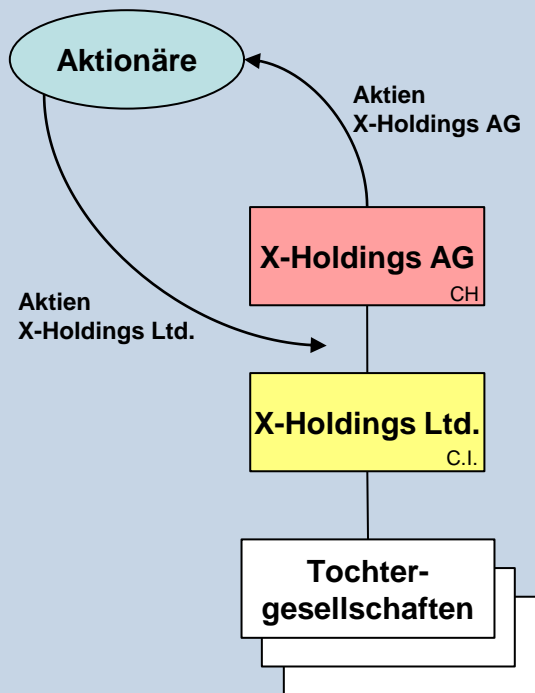 Aktionäre
Aktien
X-Holdings AG
X-Holdings AG
CH
Aktien
X-Holdings Ltd.
X-Holdings Ltd.
C.I.
Tochter-
gesellschaften